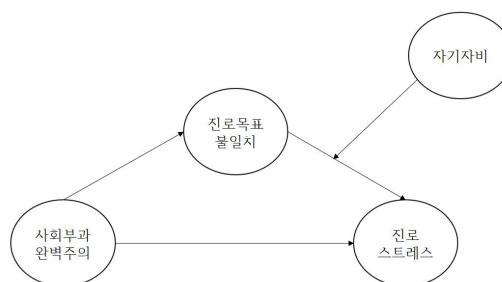 자기자비
진로목표
불일치
사회부과
완벽주의
진로
스트레스